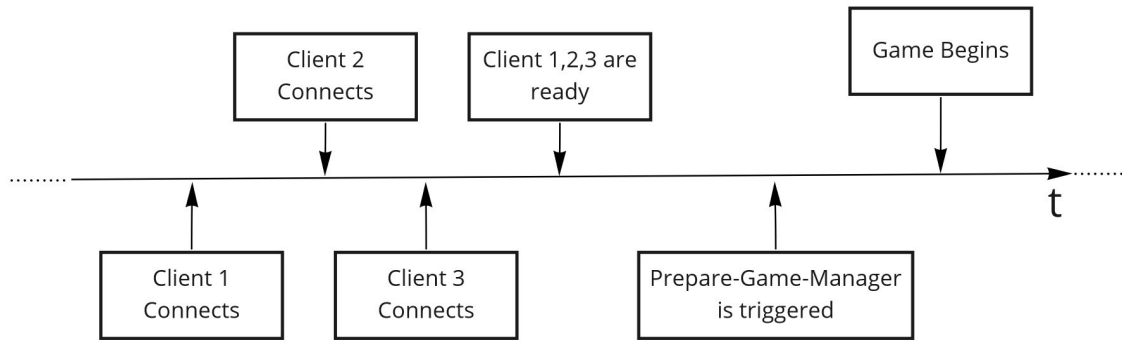 Client 2
Connects
Client 1,2,3 are
ready
Game Begins
t
Client 1
Connects
Client 3
Connects
Prepare-Game-Manager
is triggered